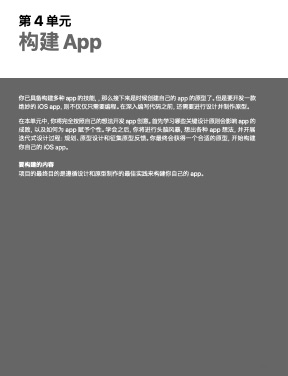 第 4 单元
构建 App
你已具备构建多种 app 的技能，那么接下来是时候创建自己的 app 的原型了。但是要开发一款
绝妙的 iOS app，则不仅仅只需要编程。在深入编写代码之前，还需要进行设计并制作原型。
在本单元中，你将完全按照自己的想法开发 app 创意。首先学习哪些关键设计原则会影响 app 的
成败，以及如何为 app 赋予个性。学会之后，你将进行头脑风暴，想出各种 app 想法，并开展
迭代式设计过程：规划、原型设计和征集原型反馈。你最终会获得一个合适的原型，开始构建
你自己的 iOS app。
要构建的内容
项目的最终目的是遵循设计和原型制作的最佳实践来构建你自己的 app。